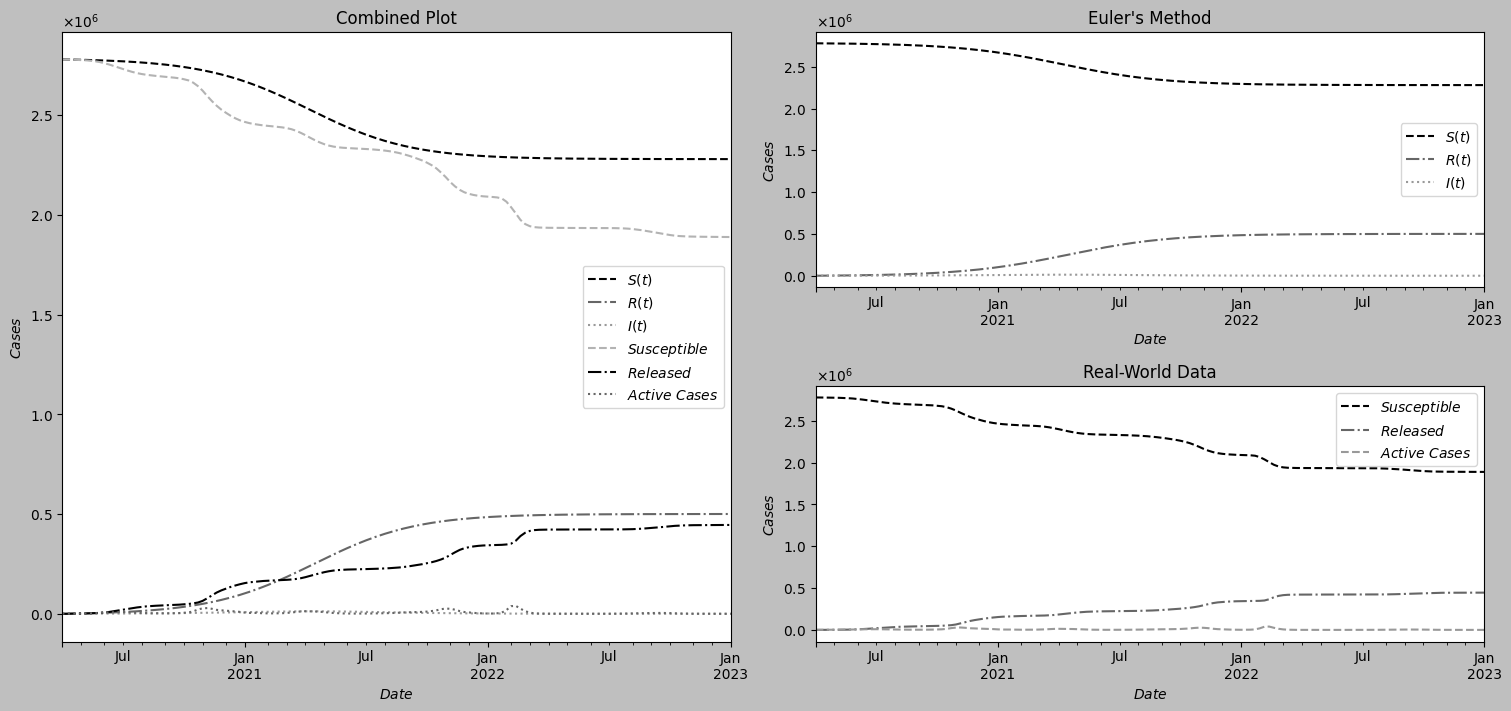 Combined Plot
×10⁶
2.5
2.0
1.5
1.0
0.5
0.0
Cases
S(t)
R(t)
I(t)
Susceptible
Released
Active Cases
Jul Jan Jul Jan Jul Jan
2021 2022 2023
Date
Euler's Method
×10⁶
2.5
2.0
1.5
1.0
0.5
0.0
Cases
S(t)
R(t)
I(t)
Jul Jan Jul Jan Jul Jan
2021 2022 2023
Date
Real-World Data
×10⁶
2.5
2.0
1.5
1.0
0.5
0.0
Cases
Susceptible
Released
Active Cases
Jul Jan Jul Jan Jul Jan
2021 2022 2023
Date